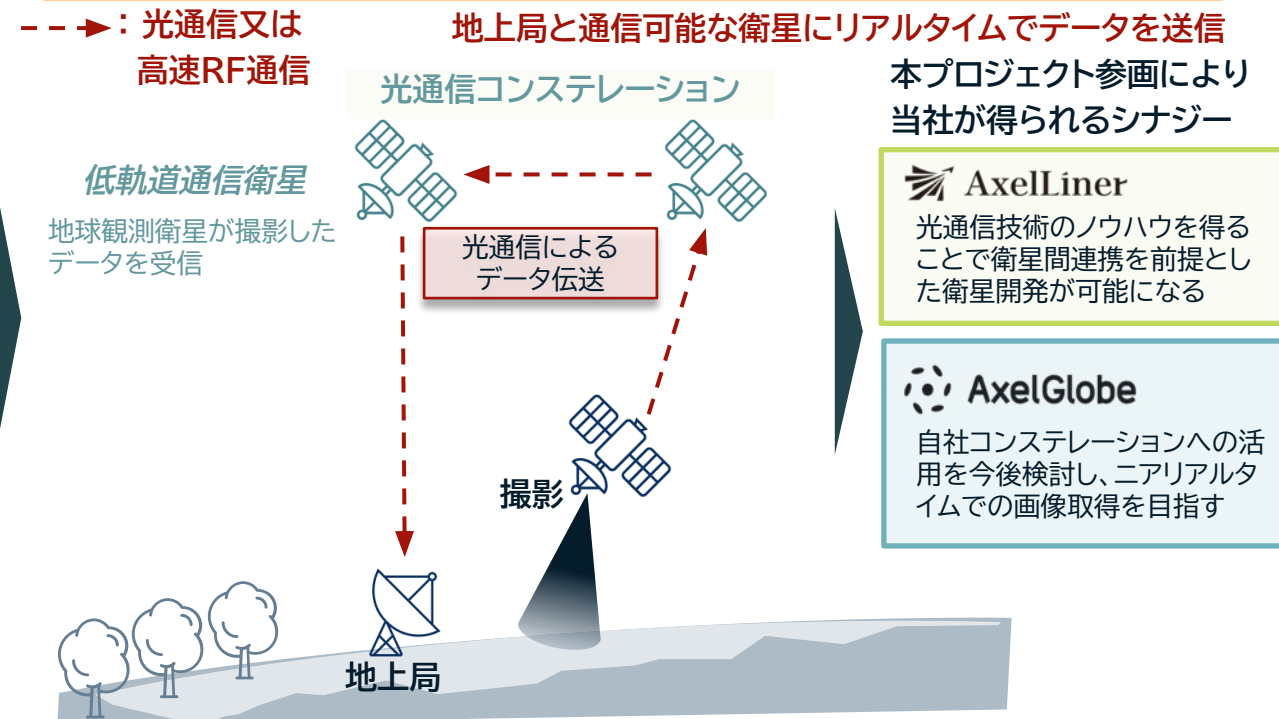 ：光通信又は
高速RF通信
地上局と通信可能な衛星にリアルタイムでデータを送信
光通信コンステレーション
低軌道通信衛星
地球観測衛星が撮影した
データを受信
光通信による
データ伝送
撮影
地上局
本プロジェクト参画により
当社が得られるシナジー
AxelLiner
光通信技術のノウハウを得る
ことで衛星間連携を前提とし
た衛星開発が可能になる
AxelGlobe
自社コンステレーションへの活
用を今後検討し、ニアリアルタ
イムでの画像取得を目指す